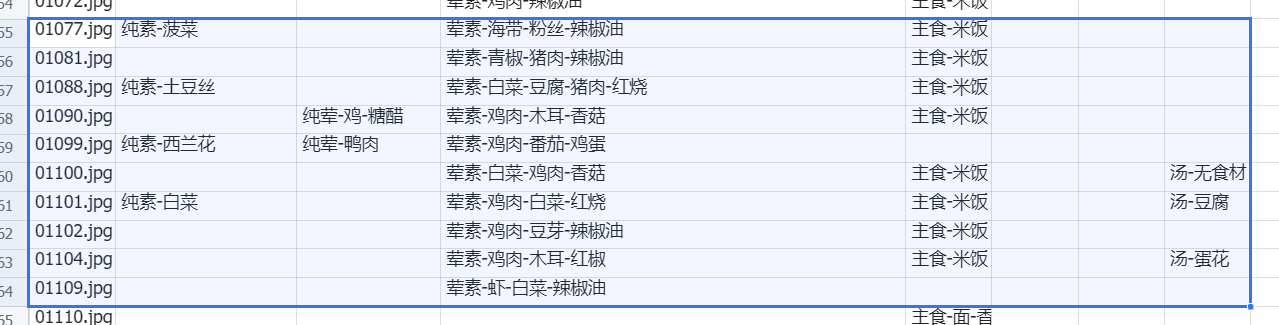 54 01072.jpg 荤素-鸡肉-辣椒油 主食-米饭
55 01077.jpg 纯素-菠菜 荤素-海带-粉丝-辣椒油 主食-米饭
56 01081.jpg 荤素-青椒-猪肉-辣椒油 主食-米饭
57 01088.jpg 纯素-土豆丝 荤素-白菜-豆腐-猪肉-红烧 主食-米饭
58 01090.jpg 纯荤-鸡-糖醋 荤素-鸡肉-木耳-香菇 主食-米饭
59 01099.jpg 纯素-西兰花 纯荤-鸭肉 荤素-鸡肉-番茄-鸡蛋
60 01100.jpg 荤素-白菜-鸡肉-香菇 主食-米饭 汤-无食材
61 01101.jpg 纯素-白菜 荤素-鸡肉-白菜-红烧 主食-米饭 汤-豆腐
62 01102.jpg 荤素-鸡肉-豆芽-辣椒油 主食-米饭
63 01104.jpg 荤素-鸡肉-木耳-红椒 主食-米饭 汤-蛋花
64 01109.jpg 荤素-虾-白菜-辣椒油
65 01110.jpg 主食-面-香